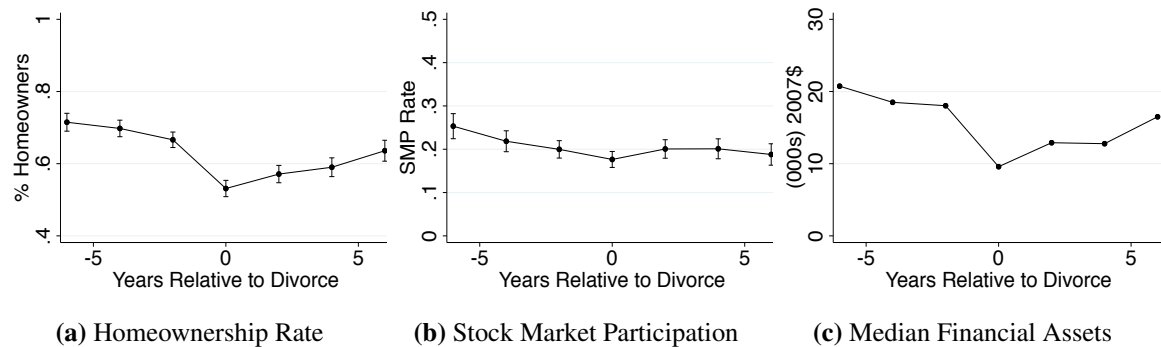 % Homeowners
1
.8
.6
.4
-5 0 5
Years Relative to Divorce
(a) Homeownership Rate
SMP Rate
.5
.4
.3
.2
.1
0
-5 0 5
Years Relative to Divorce
(b) Stock Market Participation
(000s) 2007$
30
20
10
0
-5 0 5
Years Relative to Divorce
(c) Median Financial Assets